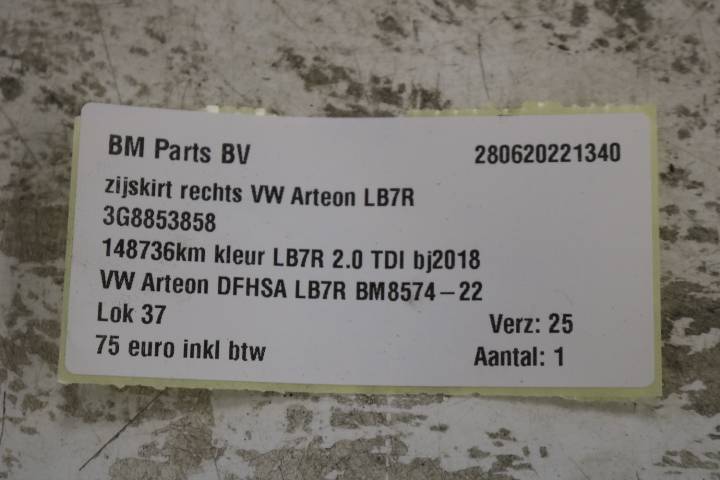 BM Parts BV 280620221340
zijskirt rechts VW Arteon LB7R
3G8853858
148736km kleur LB7R 2.0 TDI bj2018
VW Arteon DFHSA LB7R BM8574-22
Lok 37 Verz: 25
75 euro inkl btw Aantal: 1